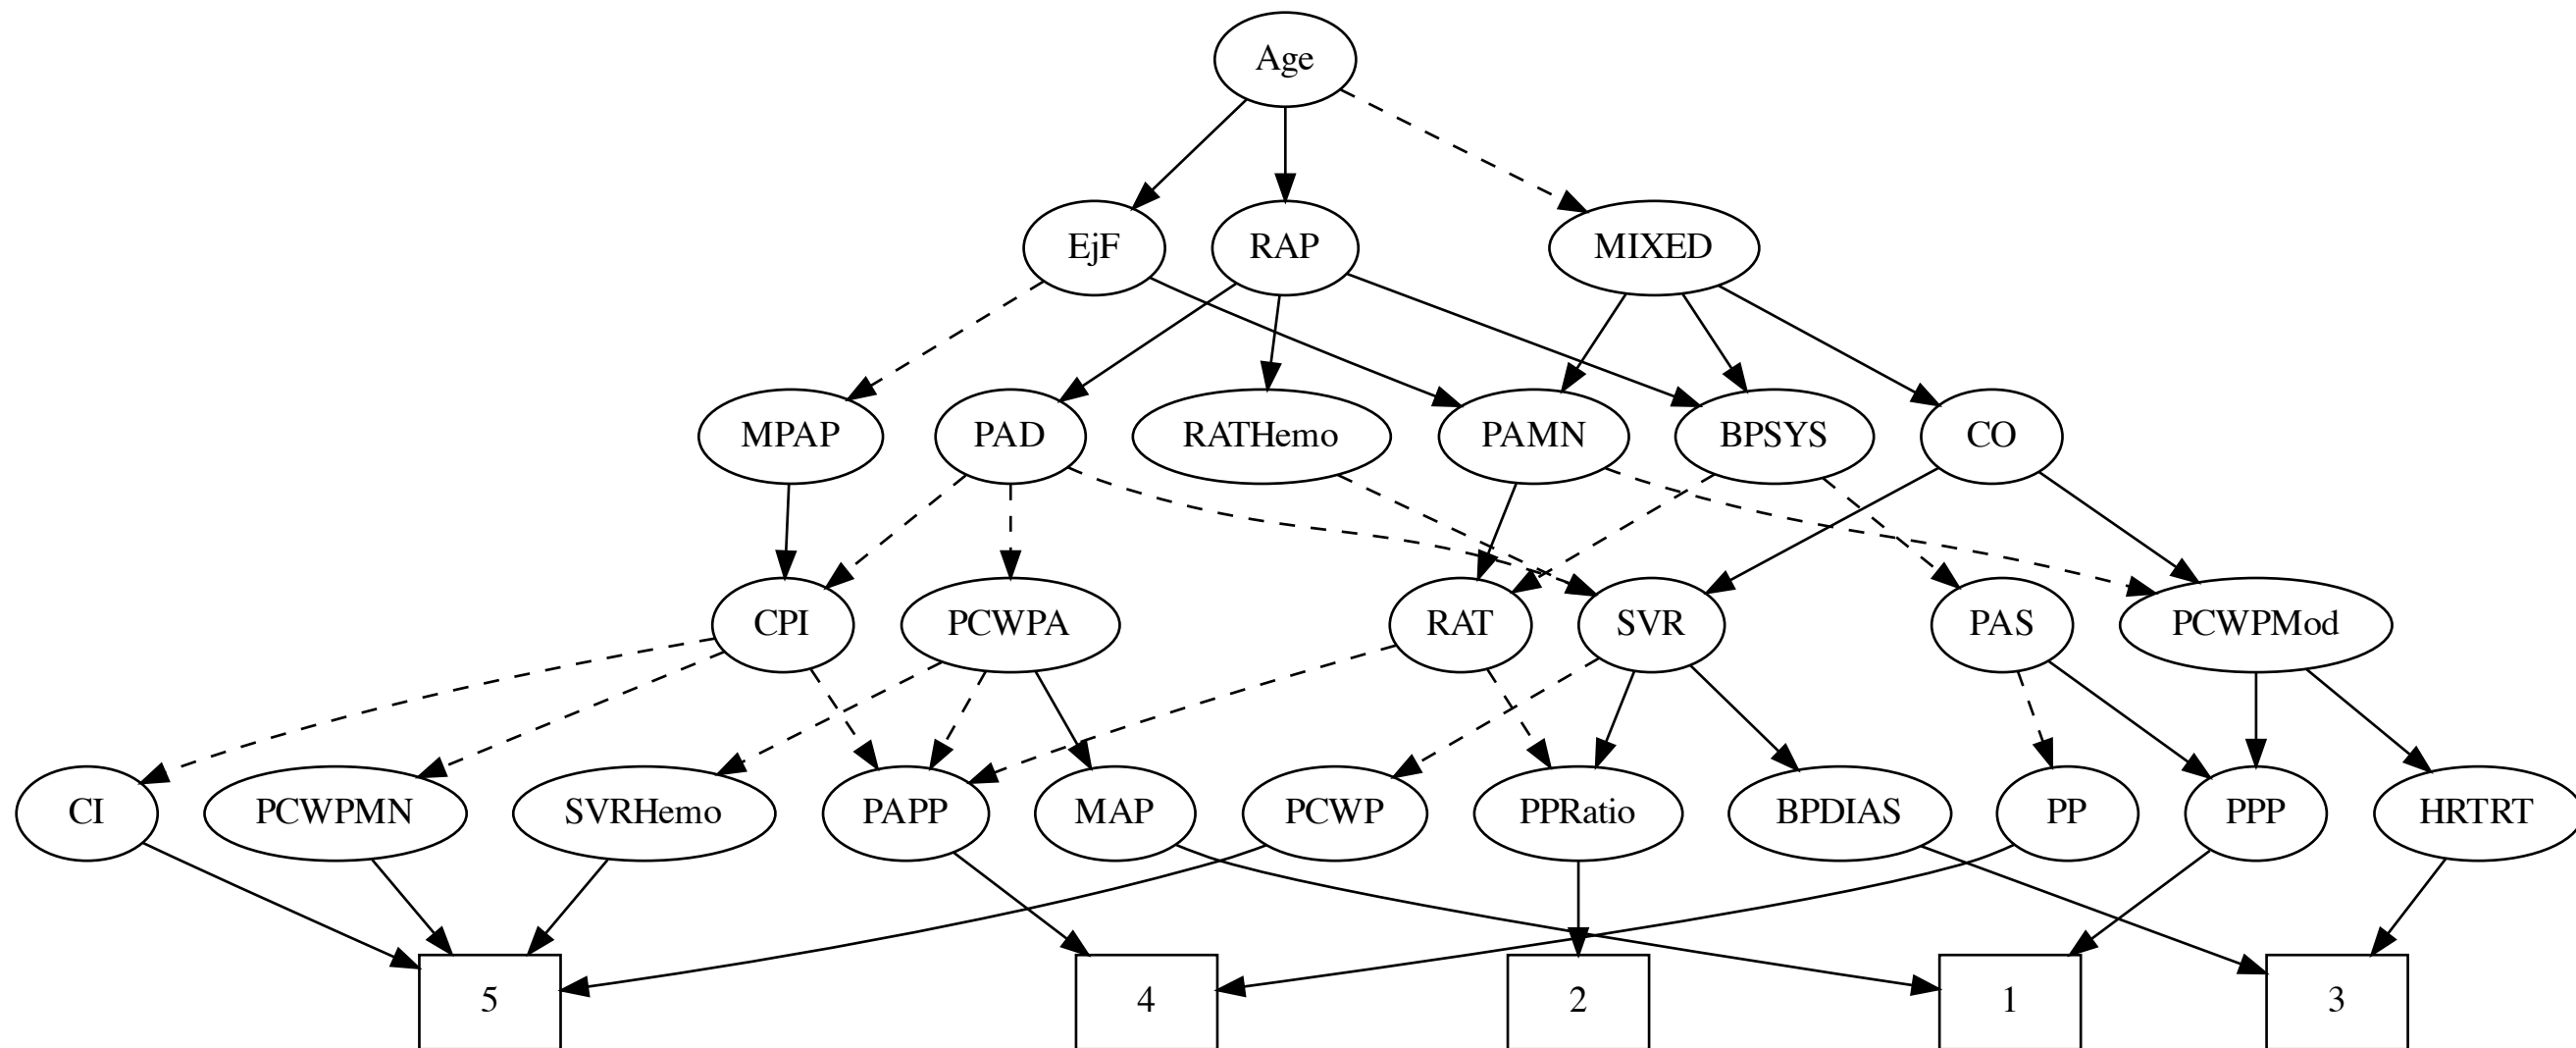 Age
EjF
RAP
MIXED
MPAP
PAD
RATHemo
PAMN
BPSYS
CO
CPI
PCWPA
RAT
SVR
PAS
PCWPMod
CI
PCWPMN
SVRHemo
PAPP
MAP
PCWP
PPRatio
BPDIAS
PP
PPP
HRTRT
5
4
2
1
3